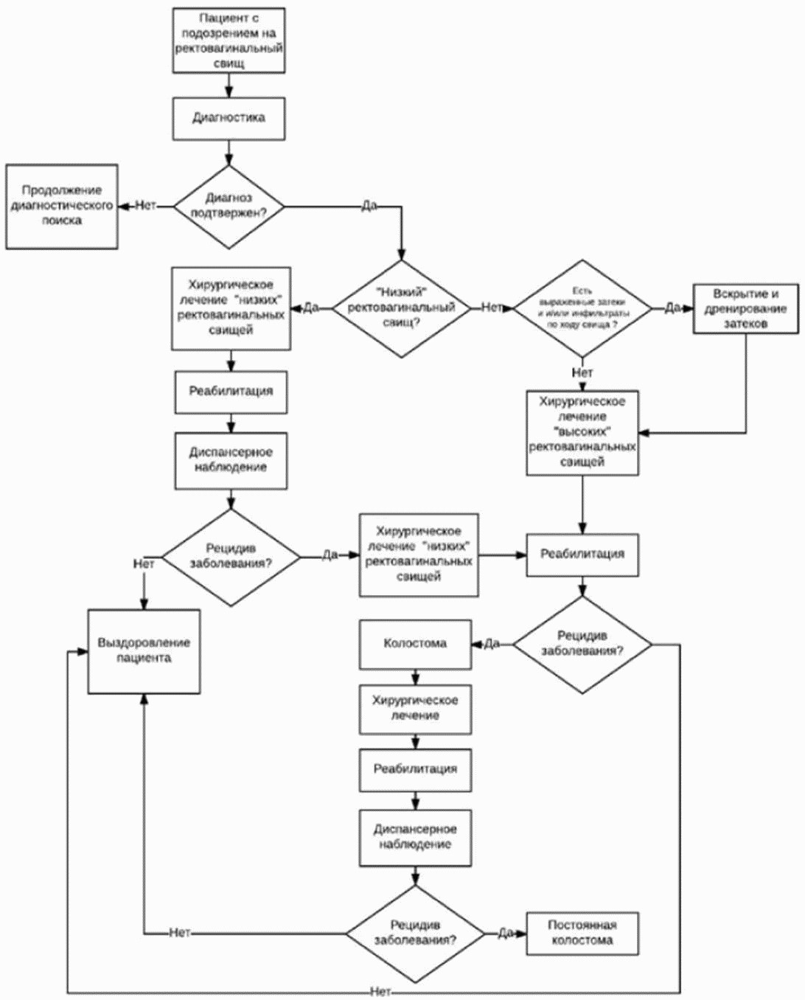 Пациент с
подозрением на
ректовагинальный
свищ
Диагностика
Диагноз
подтвержен?
Нет
Продолжение
диагностического
поиска
Да
"Низкий"
ректовагинальный
свищ?
Да
Хирургическое
лечение "низких"
ректовагинальных
свищей
Нет
Есть
выраженные затеки
и и/или инфильтраты
по ходу свища ?
Да
Вскрытие и
дренирование
затеков
Нет
Хирургическое
лечение
"высоких"
ректовагинальных
свищей
Реабилитация
Диспансерное
наблюдение
Рецидив
заболевания?
Нет
Да
Хирургическое
лечение "низких"
ректовагинальных
свищей
Реабилитация
Выздоровление
пациента
Рецидив
заболевания?
Да
Колостома
Хирургическое
лечение
Реабилитация
Диспансерное
наблюдение
Рецидив
заболевания?
Нет
Да
Постоянная
колостома
Нет